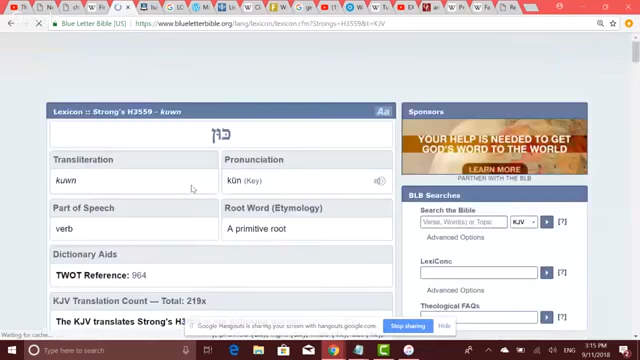 Blue Letter Bible [US] https://www.blueletterbible.org/lang/lexicon/lexicon.cfm?Strongs=H3559&t=KJV
Lexicon :: Strong's H3559 - kuwn Aa
כּוּן
Transliteration Pronunciation
kuwn kün (Key)
Part of Speech Root Word (Etymology)
verb A primitive root
Dictionary Aids
TWOT Reference: 964
KJV Translation Count — Total: 219x
The KJV translates Strong's H
Sponsors
YOUR HELP IS NEEDED TO GET
GOD'S WORD TO THE WORLD
LEARN MORE
PARTNER WITH THE BLB
BLB Searches
Search the Bible
Verse, Word(s) or Topic KJV [?]
Advanced Options
LexiConc
[?]
Advanced Options
Theological FAQs
[?]
Google Hangouts is sharing your screen with hangouts.google.com. Stop sharing Hide
Waiting for cache...
Type here to search
ENG 3:15 PM
9/11/2018